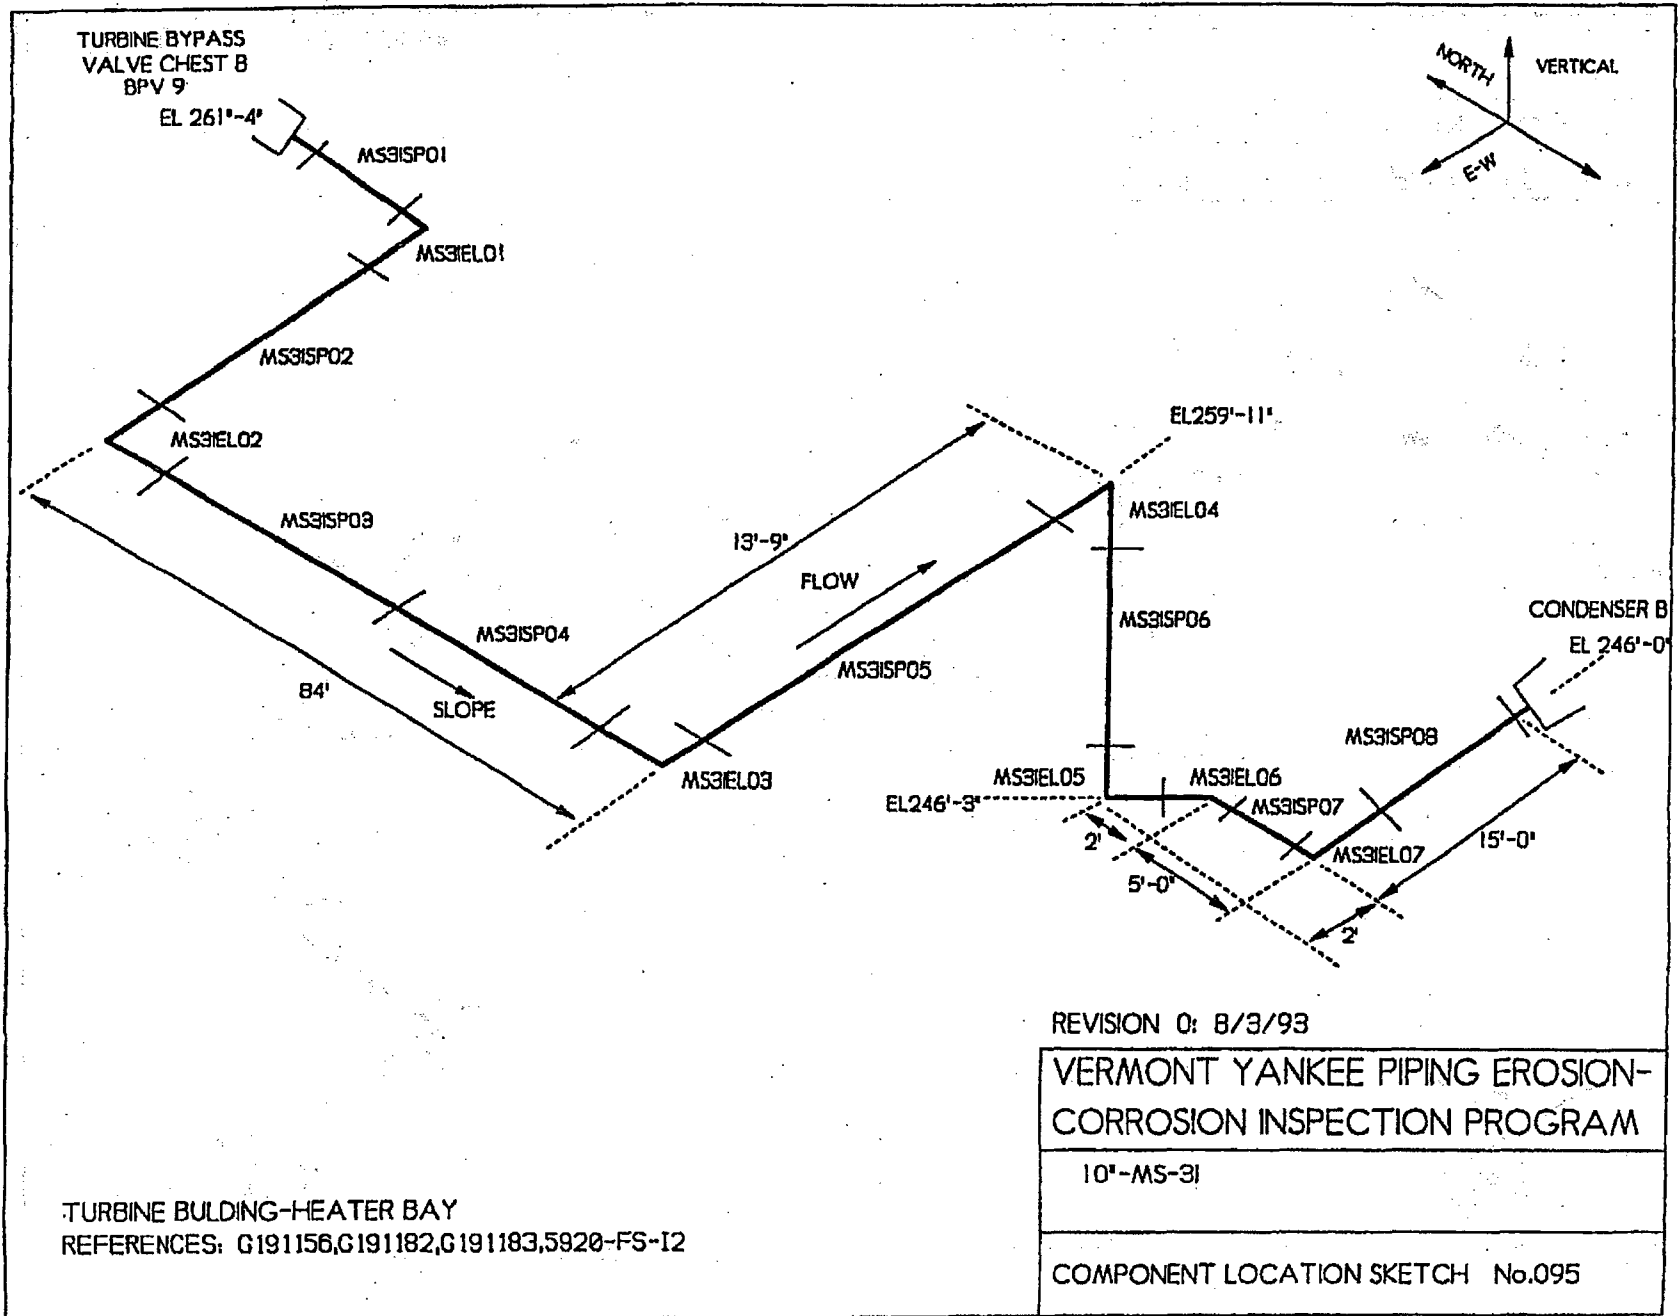 TURBINE BYPASS
VALVE CHEST B
BPV 9
EL 261'-4"
NORTH
VERTICAL
E-W
MS31SP01
MS31EL01
MS31SP02
MS31EL02
EL259'-11"
MS31SP03
MS31EL04
13'-9"
FLOW
CONDENSER B
MS31SP04
MS31SP06
EL 246'-0"
84'
SLOPE
MS31SP05
MS31SP08
MS31EL03
MS31EL05
MS31EL06
EL246'-3"
MS31SP07
2'
MS31EL07
15'-0"
5'-0"
2'
REVISION 0: 8/3/93
VERMONT YANKEE PIPING EROSION-
CORROSION INSPECTION PROGRAM
10"-MS-31
TURBINE BULDING-HEATER BAY
REFERENCES: G191156,G191182,G191183,5920-FS-I2
COMPONENT LOCATION SKETCH No.095